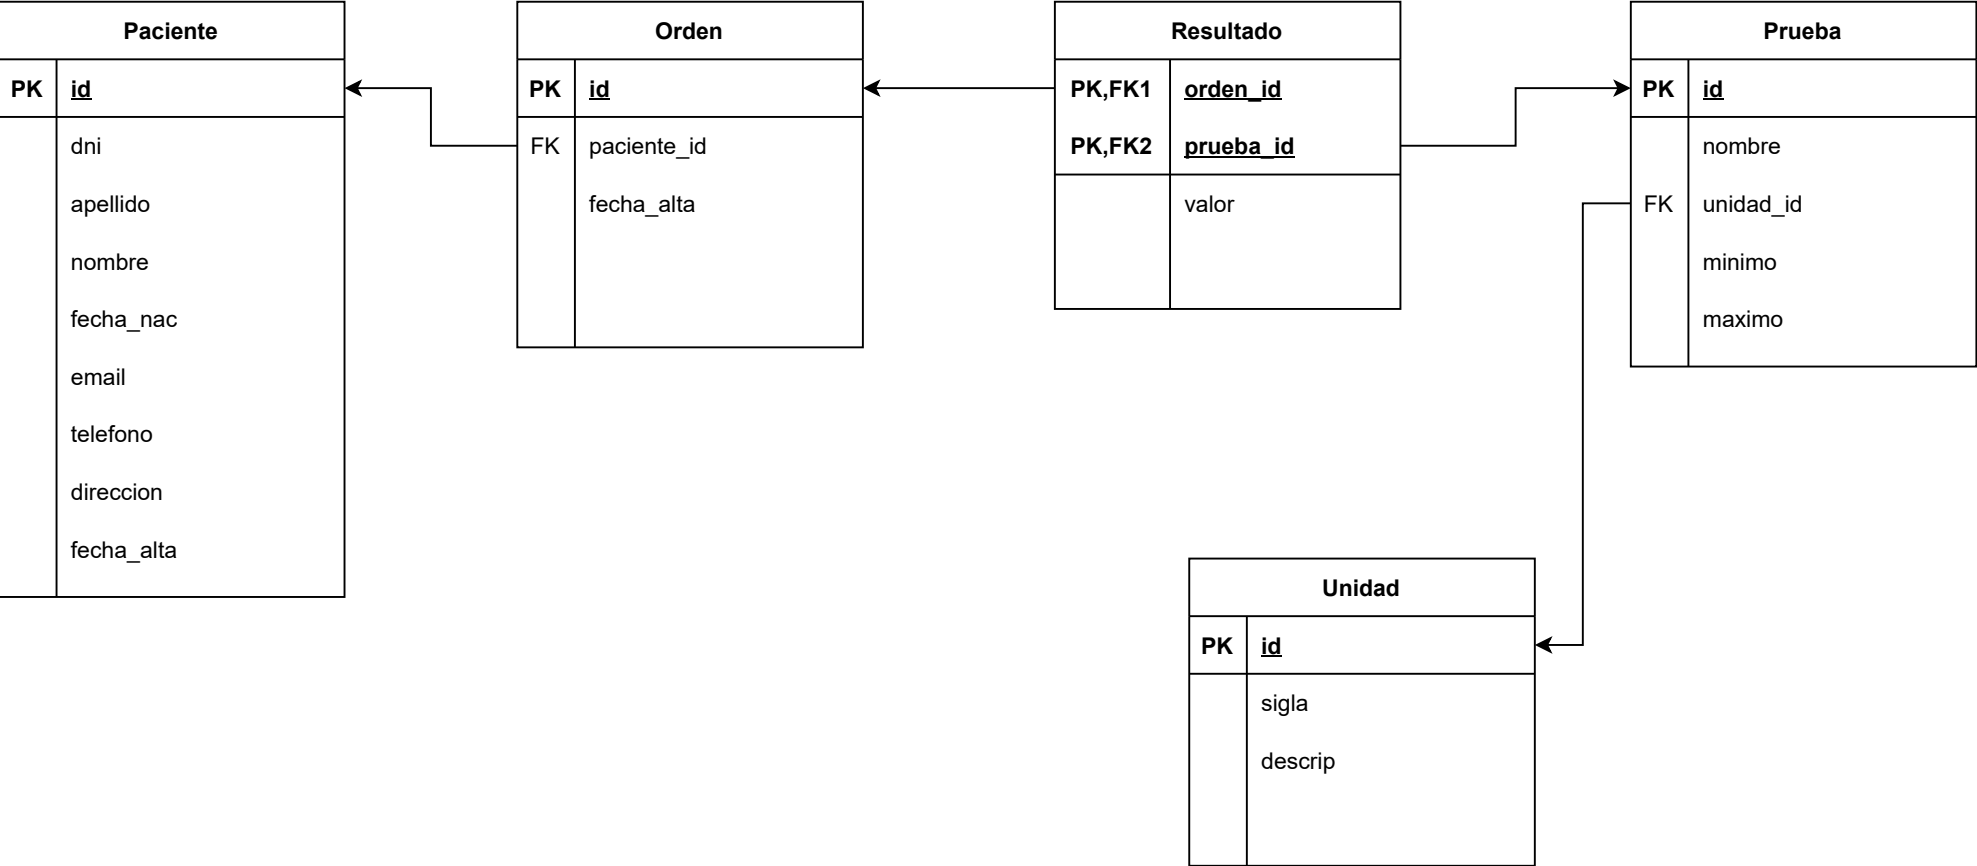 Paciente
PK id
dni
apellido
nombre
fecha_nac
email
telefono
direccion
fecha_alta
Orden
PK id
FK paciente_id
fecha_alta
Resultado
PK,FK1 orden_id
PK,FK2 prueba_id
valor
Prueba
PK id
nombre
FK unidad_id
minimo
maximo
Unidad
PK id
sigla
descrip